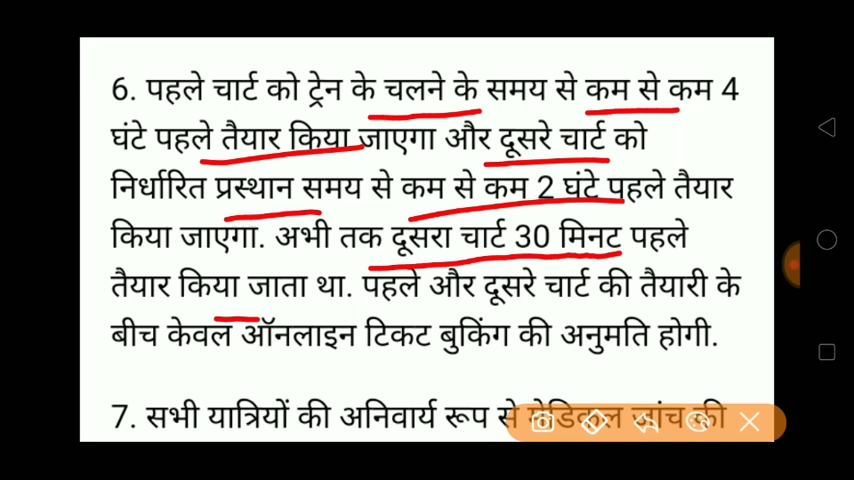 6. पहले चार्ट को ट्रेन के चलने के समय से कम से कम 4
घंटे पहले तैयार किया जाएगा और दूसरे चार्ट को
निर्धारित प्रस्थान समय से कम से कम 2 घंटे पहले तैयार
किया जाएगा. अभी तक दूसरा चार्ट 30 मिनट पहले
तैयार किया जाता था. पहले और दूसरे चार्ट की तैयारी के
बीच केवल ऑनलाइन टिकट बुकिंग की अनुमति होगी.
7. सभी यात्रियों की अनिवार्य रूप से मेडिकल जांच की